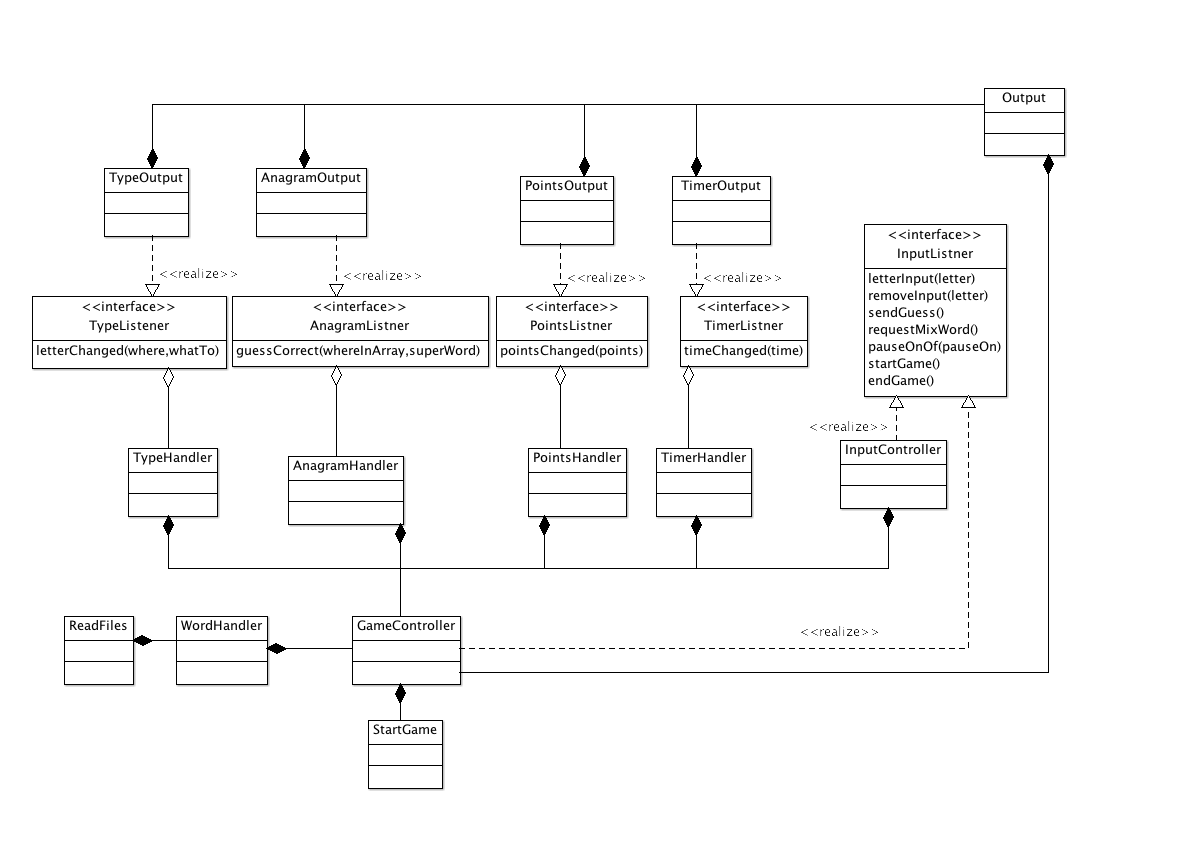 Output
TypeOutput
AnagramOutput
PointsOutput
TimerOutput
<<interface>>
InputListner
letterInput(letter)
removeInput(letter)
sendGuess()
requestMixWord()
pauseOnOf(pauseOn)
startGame()
endGame()
<<realize>>
<<realize>>
<<realize>>
<<realize>>
<<interface>>
TypeListener
letterChanged(where,whatTo)
<<interface>>
AnagramListner
guessCorrect(whereInArray,superWord)
<<interface>>
PointsListner
pointsChanged(points)
<<interface>>
TimerListner
timeChanged(time)
<<realize>>
TypeHandler
AnagramHandler
PointsHandler
TimerHandler
InputController
ReadFiles
WordHandler
GameController
<<realize>>
StartGame